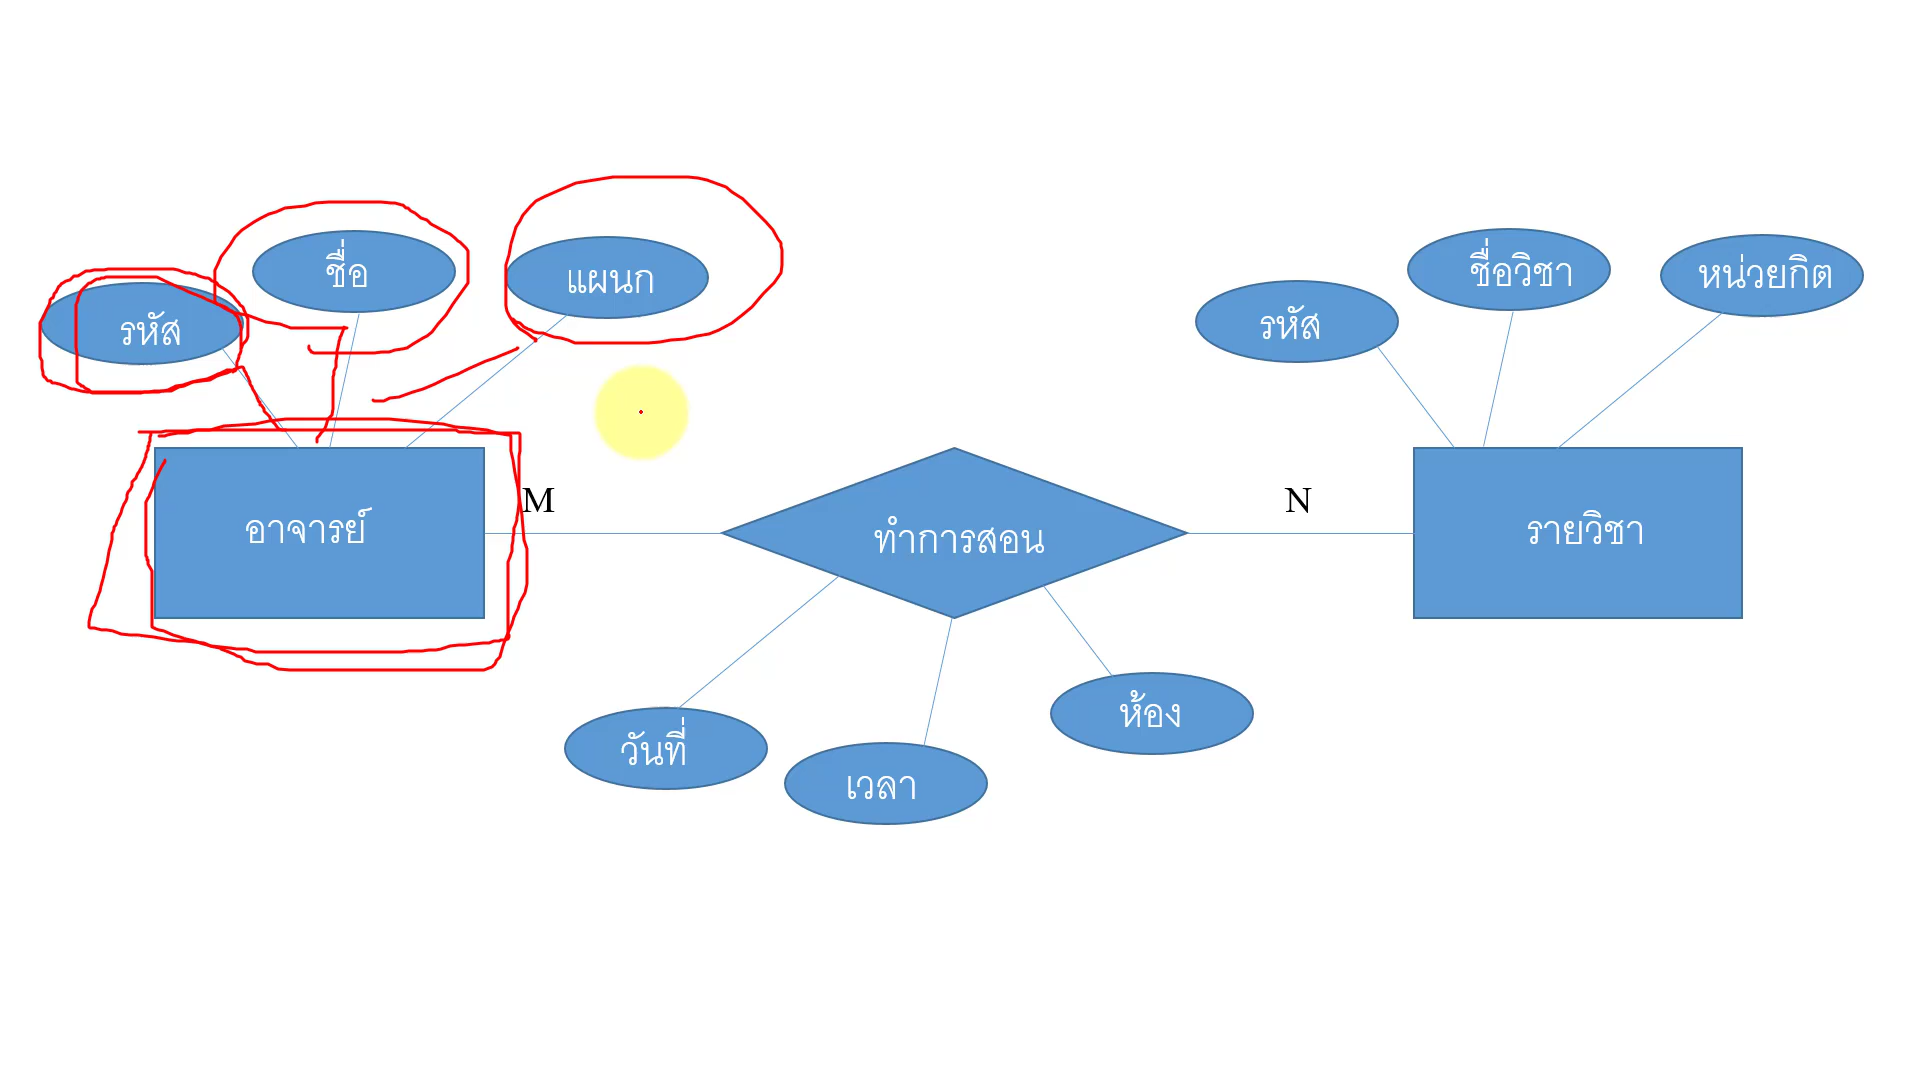 ชื่อ
แผนก
รหัส
อาจารย์
M
ทำการสอน
N
รหัส
ชื่อวิชา
หน่วยกิต
รายวิชา
วันที่
เวลา
ห้อง